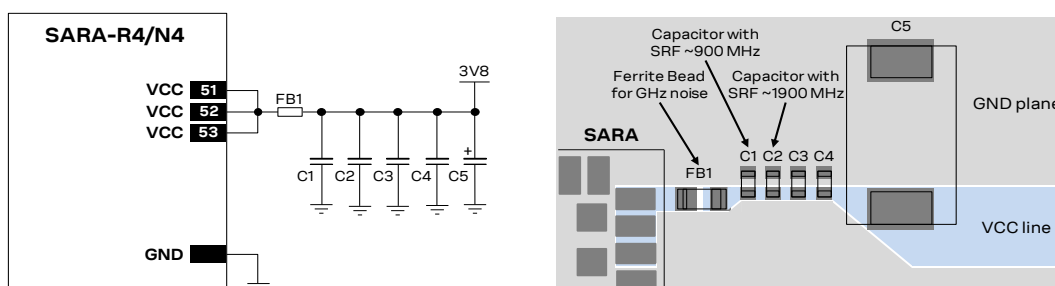 SARA-R4/N4
VCC 51
VCC 52
VCC 53
GND
FB1
3V8
+
C1 C2 C3 C4 C5
Capacitor with
SRF ~900 MHz
Ferrite Bead
for GHz noise
Capacitor with
SRF ~1900 MHz
C5
GND plane
SARA
FB1
C1 C2 C3 C4
VCC line